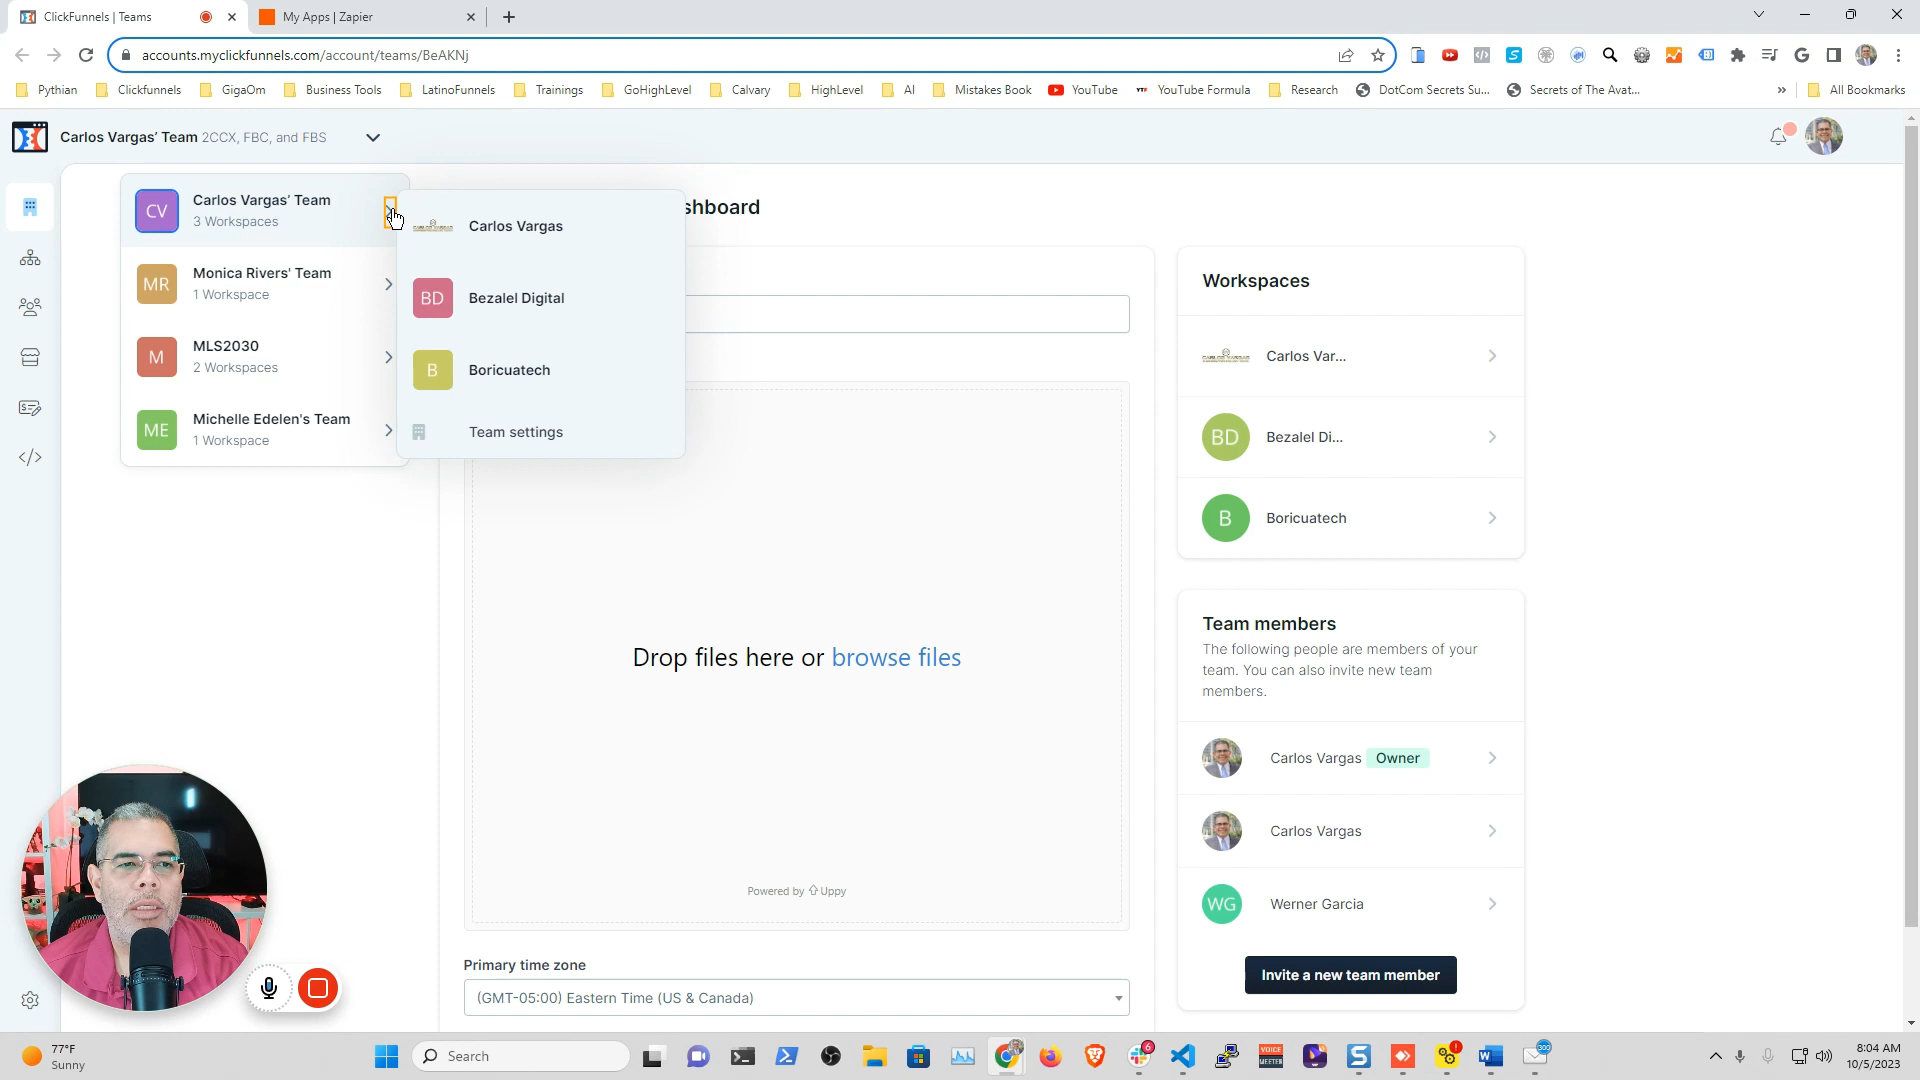 ClickFunnels | Teams
My Apps | Zapier
accounts.myclickfunnels.com/account/teams/BeAKNj
Pythian
Clickfunnels
GigaOm
Business Tools
LatinoFunnels
Trainings
GoHighLevel
Calvary
HighLevel
AI
Mistakes Book
YouTube
YouTube Formula
Research
DotCom Secrets Su...
Secrets of The Avat...
»
All Bookmarks
Carlos Vargas' Team 2CCX, FBC, and FBS
CV
Carlos Vargas' Team
3 Workspaces
MR
Monica Rivers' Team
1 Workspace
M
MLS2030
2 Workspaces
ME
Michelle Edelen's Team
1 Workspace
Carlos Vargas
BD
Bezalel Digital
B
Boricuatech
Team settings
shboard
Drop files here or browse files
Powered by Uppy
Primary time zone
(GMT-05:00) Eastern Time (US & Canada)
Workspaces
Carlos Var...
BD
Bezalel Di...
B
Boricuatech
Team members
The following people are members of your
team. You can also invite new team
members.
Carlos Vargas Owner
Carlos Vargas
WG
Werner Garcia
Invite a new team member
77°F
Sunny
Search
6
VOICE
MEETER
300
8:04 AM
10/5/2023